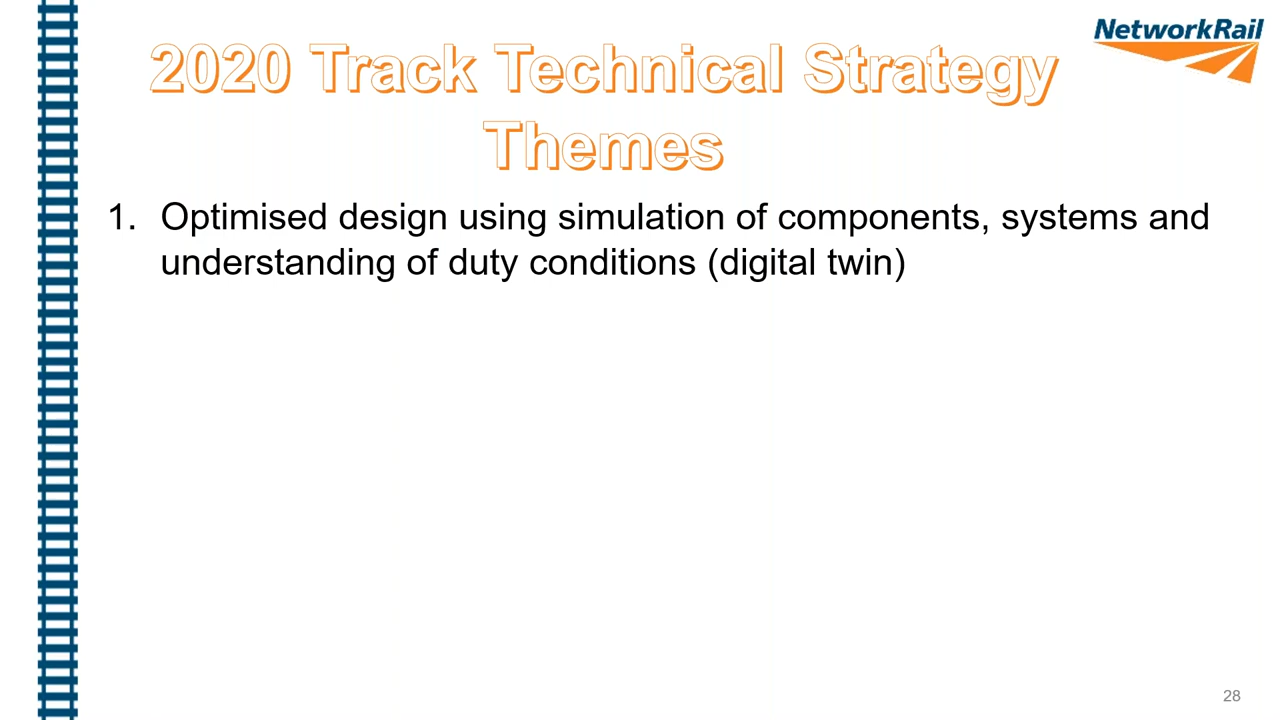 NetworkRail
2020 Track Technical Strategy
Themes
1. Optimised design using simulation of components, systems and
understanding of duty conditions (digital twin)
28